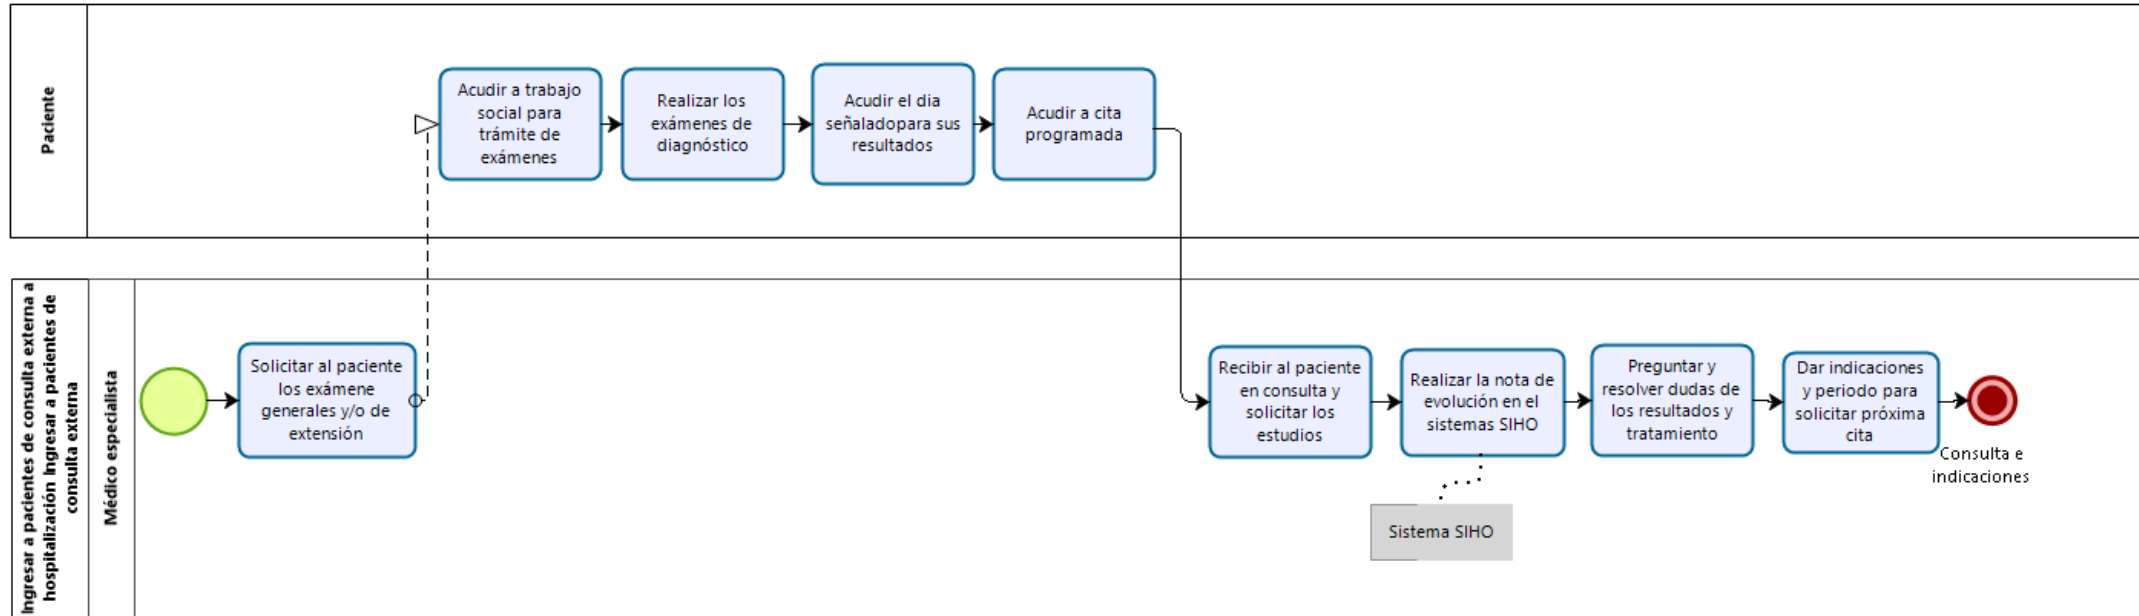 Paciente
Acudir a trabajo
social para
trámite de
exámenes
Realizar los
exámenes de
diagnóstico
Acudir el dia
señaladopara sus
resultados
Acudir a cita
programada
Ingresar a pacientes de consulta externa a
hospitalización Ingresar a pacientes de
consulta externa
Médico especialista
Solicitar al paciente
los exámene
generales y/o de
extensión
Recibir al paciente
en consulta y
solicitar los
estudios
Realizar la nota de
evolución en el
sistemas SIHO
Preguntar y
resolver dudas de
los resultados y
tratamiento
Dar indicaciones
y periodo para
solicitar próxima
cita
Consulta e
indicaciones
Sistema SIHO